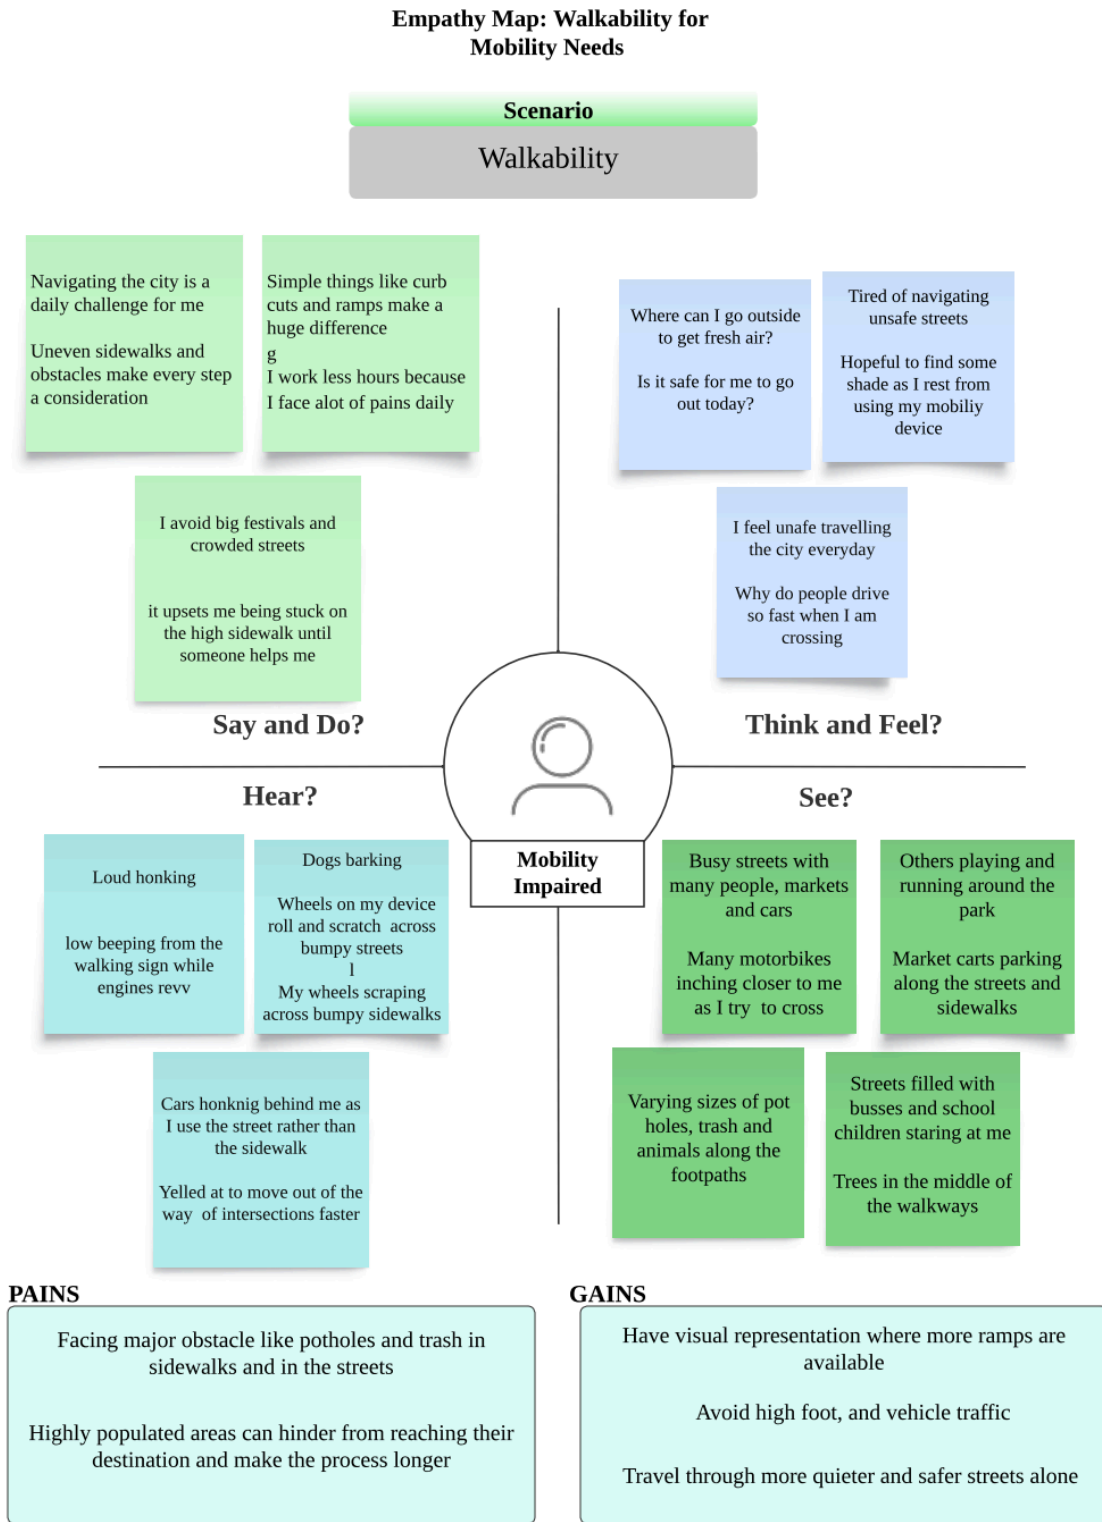 Empathy Map: Walkability for
Mobility Needs
Scenario
Walkability
Navigating the city is a
daily challenge for me
Uneven sidewalks and
obstacles make every step
a consideration
Simple things like curb
cuts and ramps make a
huge difference
g
I work less hours because
I face alot of pains daily
I avoid big festivals and
crowded streets
it upsets me being stuck on
the high sidewalk until
someone helps me
Say and Do?
Where can I go outside
to get fresh air?
Is it safe for me to go
out today?
Tired of navigating
unsafe streets
Hopeful to find some
shade as I rest from
using my mobiliy
device
I feel unafe travelling
the city everyday
Why do people drive
so fast when I am
crossing
Think and Feel?
Hear?
Loud honking
low beeping from the
walking sign while
engines revv
Dogs barking
Wheels on my device
roll and scratch across
bumpy streets
l
My wheels scraping
across bumpy sidewalks
Cars honknig behind me as
I use the street rather than
the sidewalk
Yelled at to move out of the
way of intersections faster
Mobility
Impaired
See?
Busy streets with
many people, markets
and cars
Many motorbikes
inching closer to me
as I try to cross
Others playing and
running around the
park
Market carts parking
along the streets and
sidewalks
Varying sizes of pot
holes, trash and
animals along the
footpaths
Streets filled with
busses and school
children staring at me
Trees in the middle of
the walkways
PAINS
Facing major obstacle like potholes and trash in
sidewalks and in the streets
Highly populated areas can hinder from reaching their
destination and make the process longer
GAINS
Have visual representation where more ramps are
available
Avoid high foot, and vehicle traffic
Travel through more quieter and safer streets alone